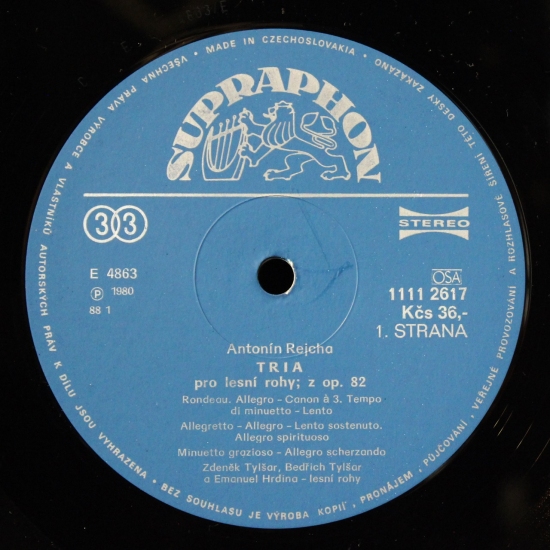 VŠECHNA PRÁVA VÝROBCE A VLASTNÍKŮ AUTORSKÝCH PRÁV K DÍLU JSOU VYHRAZENA • BEZ SOUHLASU JE VÝROBA KOPIÍ, PRONÁJEM, PŮJČOVÁNÍ, VEŘEJNÉ PROVOZOVÁNÍ A ROZHLASOVÉ ŠÍŘENÍ TÉTO DESKY ZAKÁZÁNO • MADE IN CZECHOSLOVAKIA •
SUPRAPHON
33
STEREO
E 4863
℗ 1980
88 1
OSA
1111 2617
Kčs 36,-
1. STRANA
Antonín Rejcha
TRIA
pro lesní rohy; z op. 82
Rondeau. Allegro - Canon à 3. Tempo
di minuetto - Lento
Allegretto - Allegro - Lento sostenuto.
Allegro spirituoso
Minuetto grazioso - Allegro scherzando
Zdeněk Tylšar, Bedřich Tylšar
a Emanuel Hrdina - lesní rohy